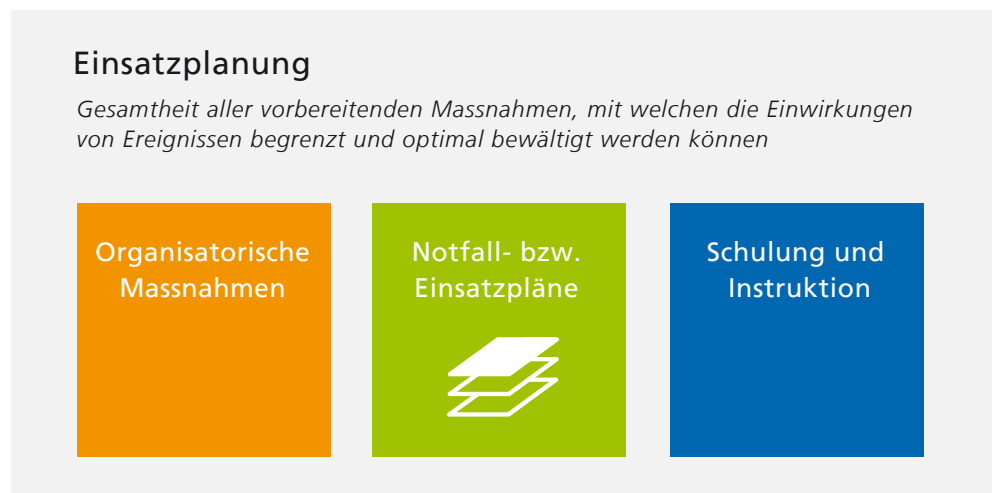 Einsatzplanung
Gesamtheit aller vorbereitenden Massnahmen, mit welchen die Einwirkungen
von Ereignissen begrenzt und optimal bewältigt werden können
Organisatorische
Massnahmen
Notfall- bzw.
Einsatzpläne
Schulung und
Instruktion